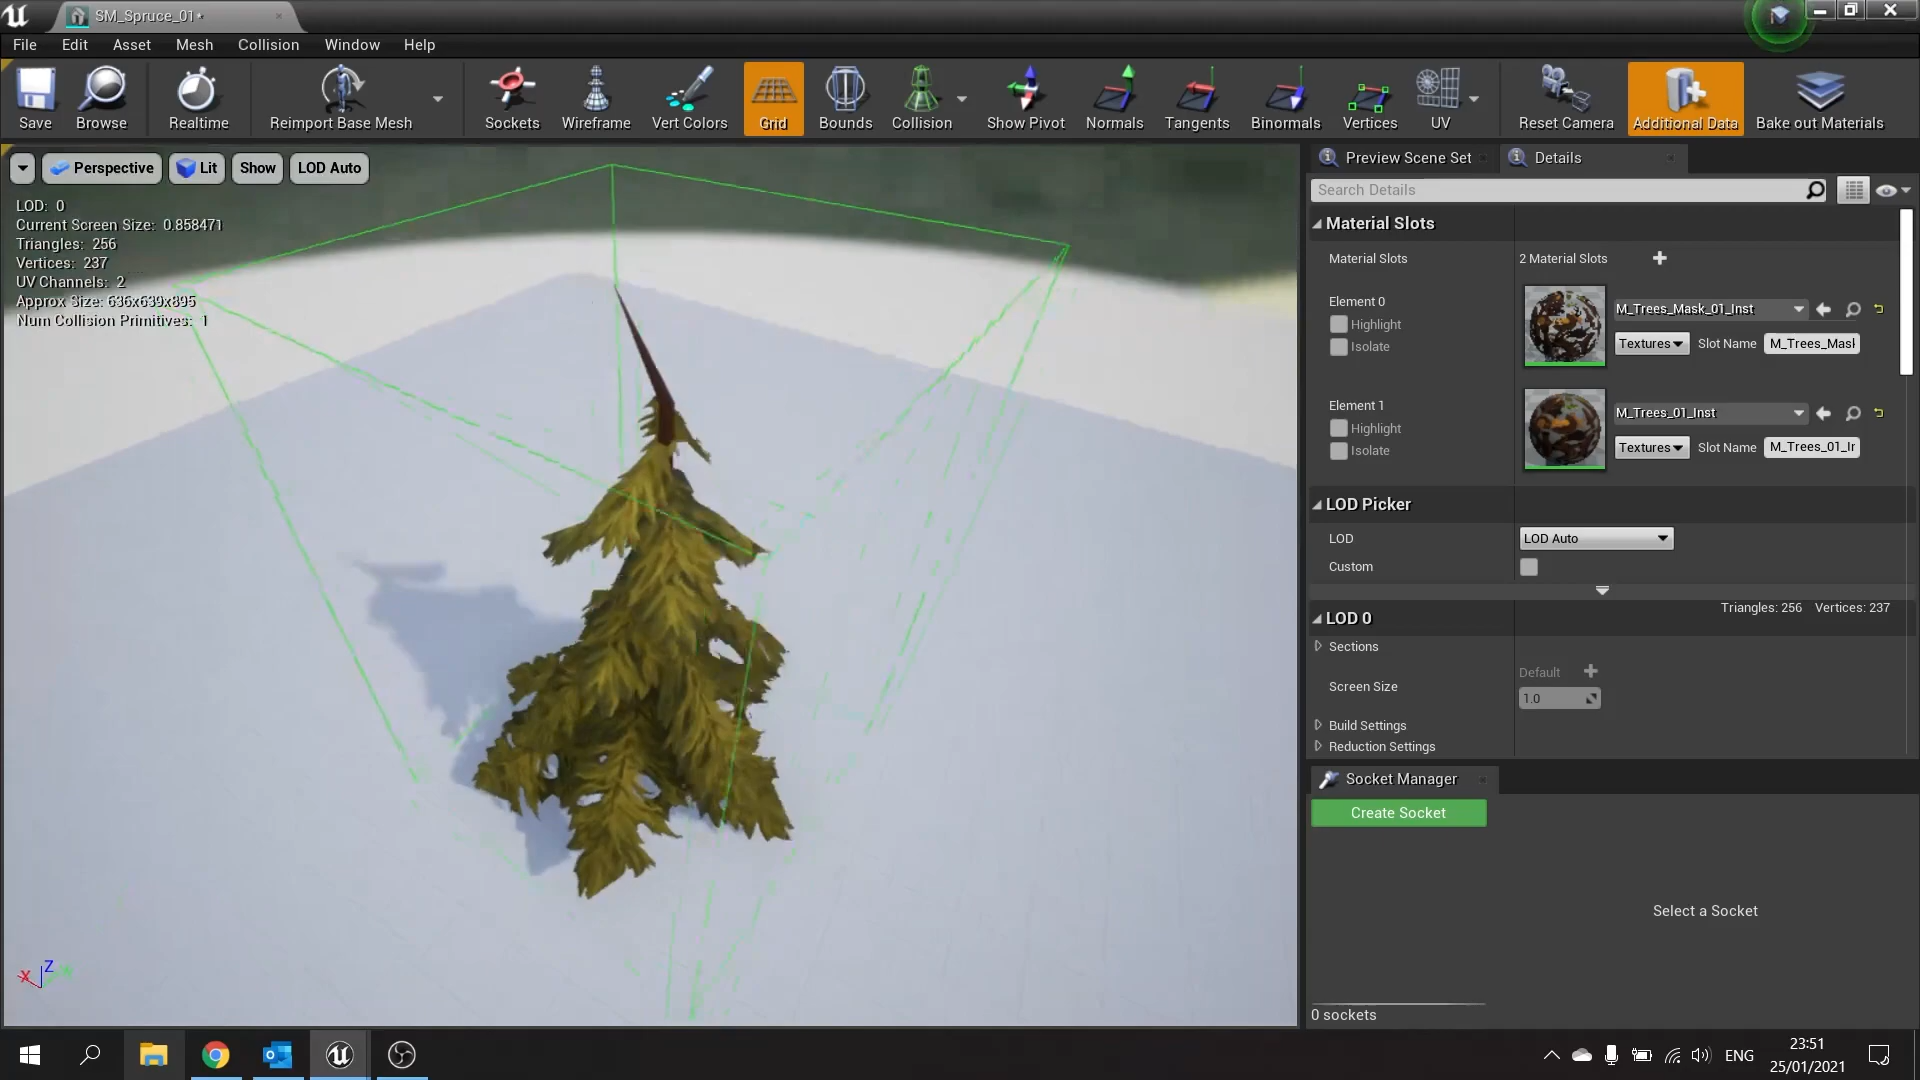 SM_Spruce_01*
File Edit Asset Mesh Collision Window Help
Save Browse Realtime Reimport Base Mesh Sockets Wireframe Vert Colors Grid Bounds Collision Show Pivot Normals Tangents Binormals Vertices UV Reset Camera Additional Data Bake out Materials
Perspective Lit Show LOD Auto
LOD: 0
Current Screen Size: 0.858471
Triangles: 256
Vertices: 237
UV Channels: 2
Approx Size: 636x639x895
Num Collision Primitives: 1
X Z
Preview Scene Set Details
Search Details
Material Slots
Material Slots 2 Material Slots
Element 0
Highlight
Isolate
M_Trees_Mask_01_Inst
Textures Slot Name M_Trees_Mask
Element 1
Highlight
Isolate
M_Trees_01_Inst
Textures Slot Name M_Trees_01_Ir
LOD Picker
LOD LOD Auto
Custom
LOD 0 Triangles: 256 Vertices: 237
Sections
Default
Screen Size 1.0
Build Settings
Reduction Settings
Socket Manager
Create Socket
Select a Socket
0 sockets
ENG
23:51
25/01/2021